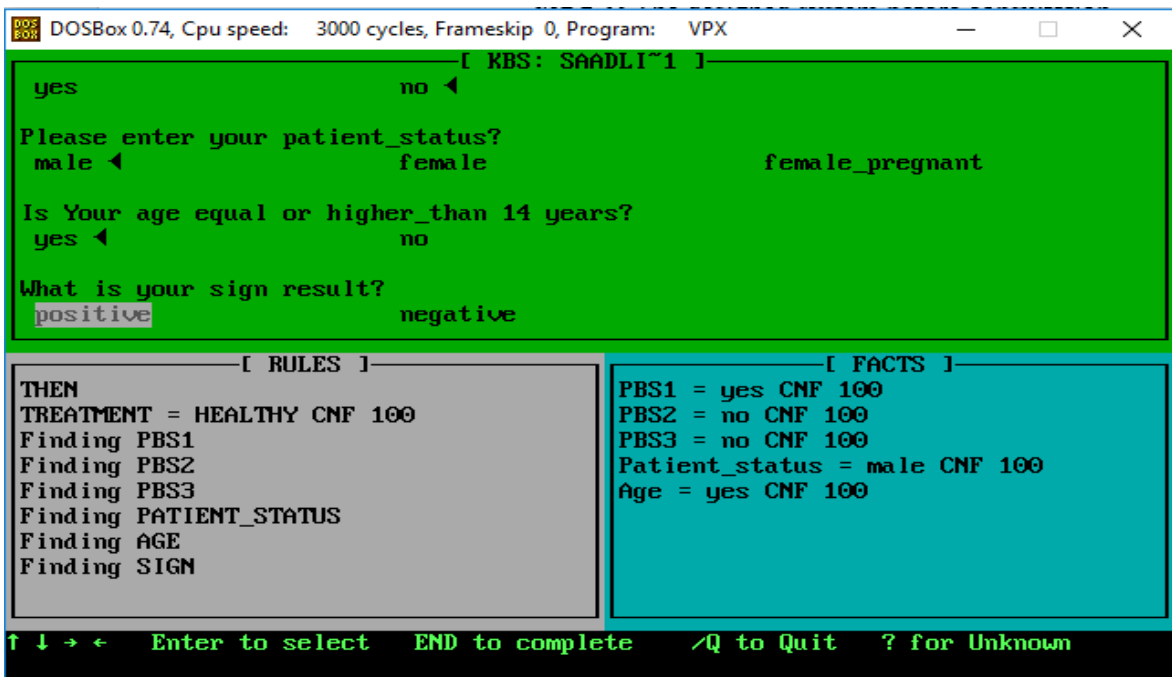 DOSBox 0.74, Cpu speed: 3000 cycles, Frameskip 0, Program: VPX
[ KBS: SAADLI~1 ]
yes no ◄
Please enter your patient_status?
male ◄ female female_pregnant
Is Your age equal or higher_than 14 years?
yes ◄ no
What is your sign result?
positive negative
[ RULES ]
THEN
TREATMENT = HEALTHY CNF 100
Finding PBS1
Finding PBS2
Finding PBS3
Finding PATIENT_STATUS
Finding AGE
Finding SIGN
[ FACTS ]
PBS1 = yes CNF 100
PBS2 = no CNF 100
PBS3 = no CNF 100
Patient_status = male CNF 100
Age = yes CNF 100
↑ ↓ → ← Enter to select END to complete /Q to Quit ? for Unknown